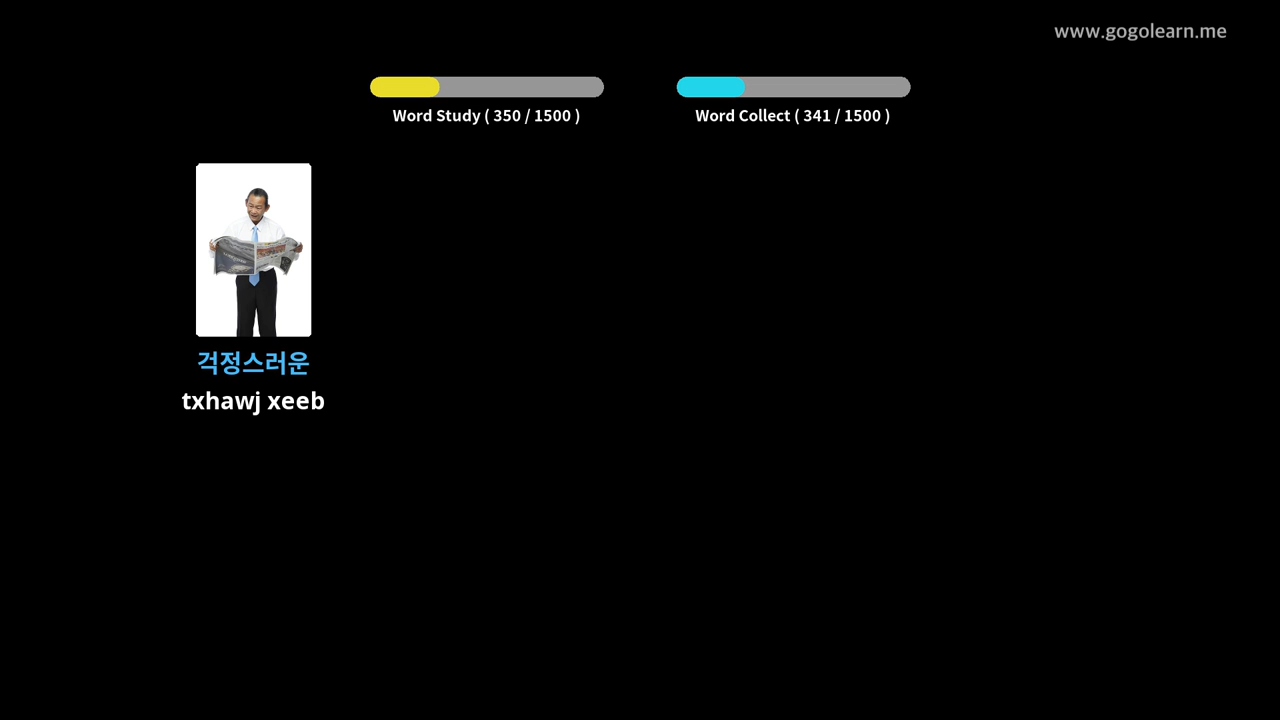 www.gogolearn.me
Word Study ( 350 / 1500 )
Word Collect ( 341 / 1500 )
걱정스러운
txhawj xeeb